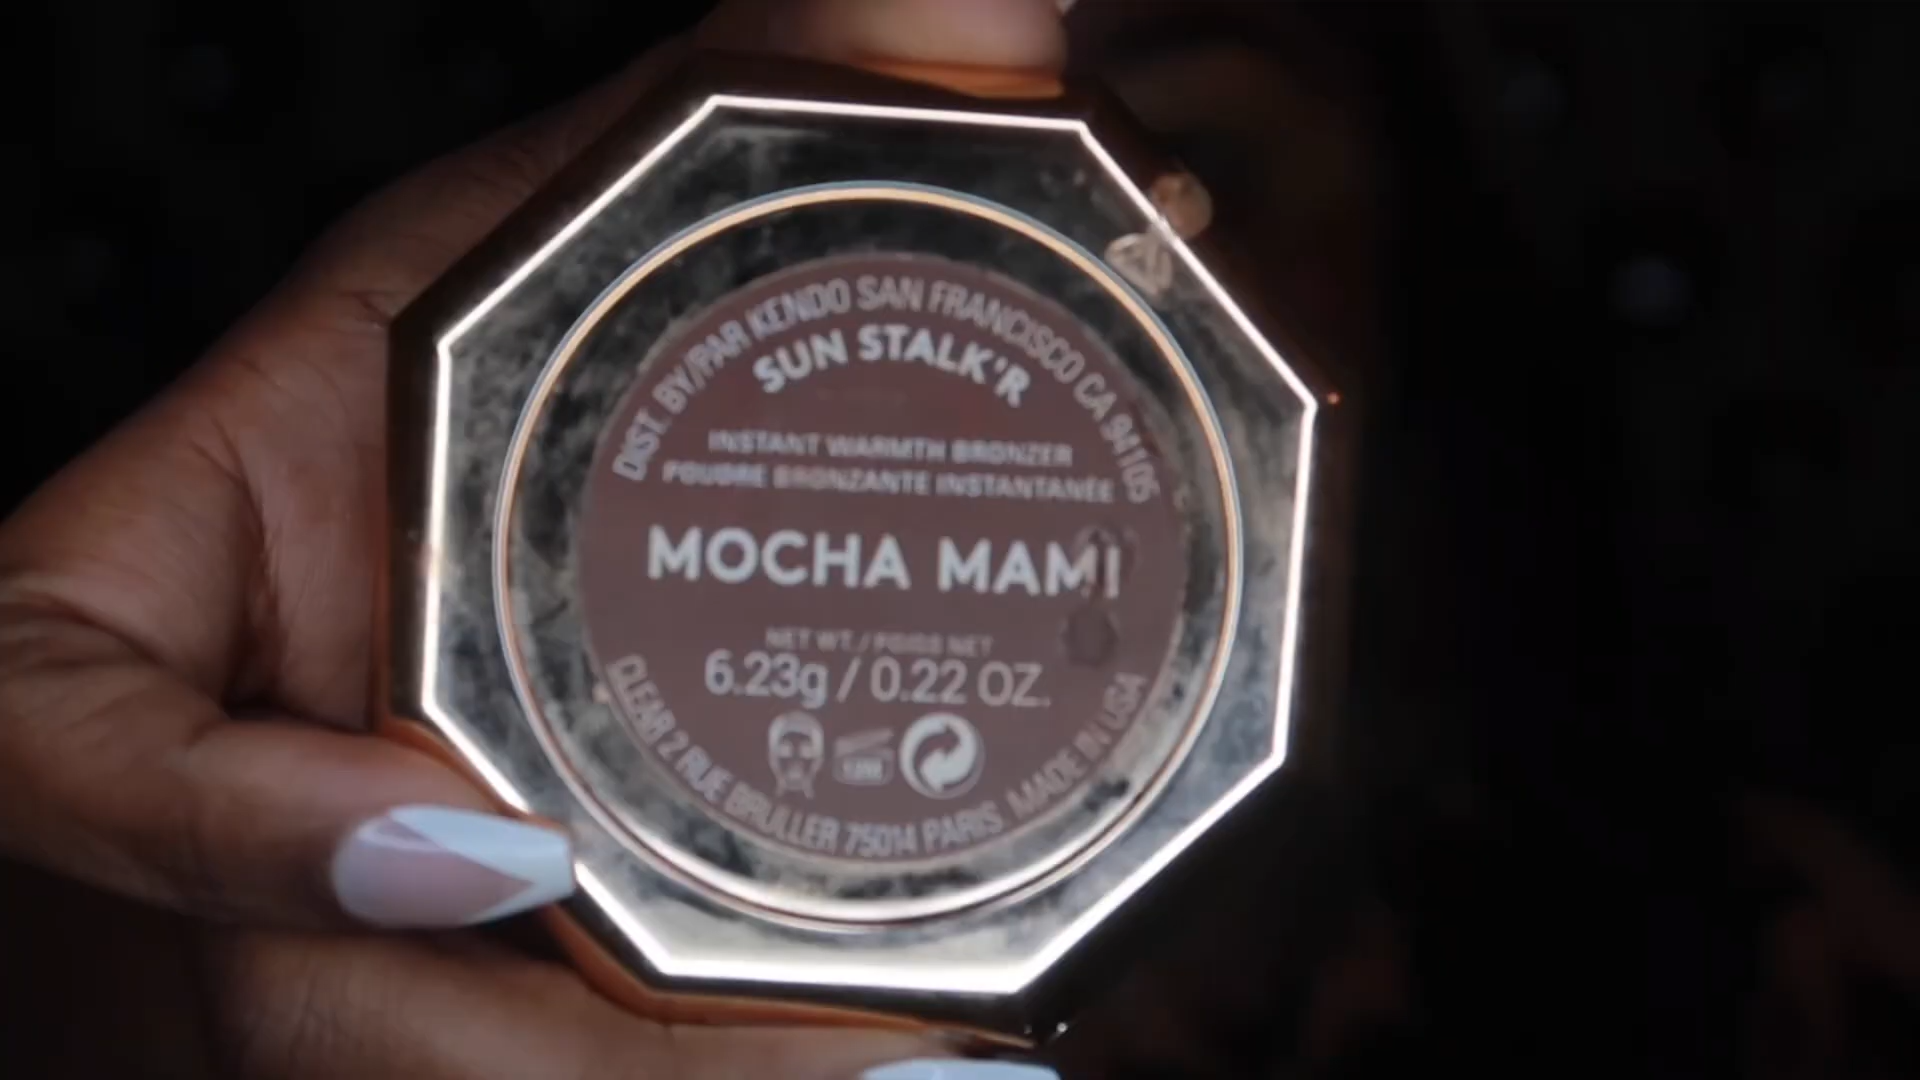 DIST. BY/PAR KENDO SAN FRANCISCO CA 94105
SUN STALK'R
INSTANT WARMTH BRONZER
POUDRE BRONZANTE INSTANTANÉE
MOCHA MAMI
NET WT. / POIDS NET
6.23g / 0.22 OZ.
CLEAR 2 RUE BRULLER 75014 PARIS MADE IN USA